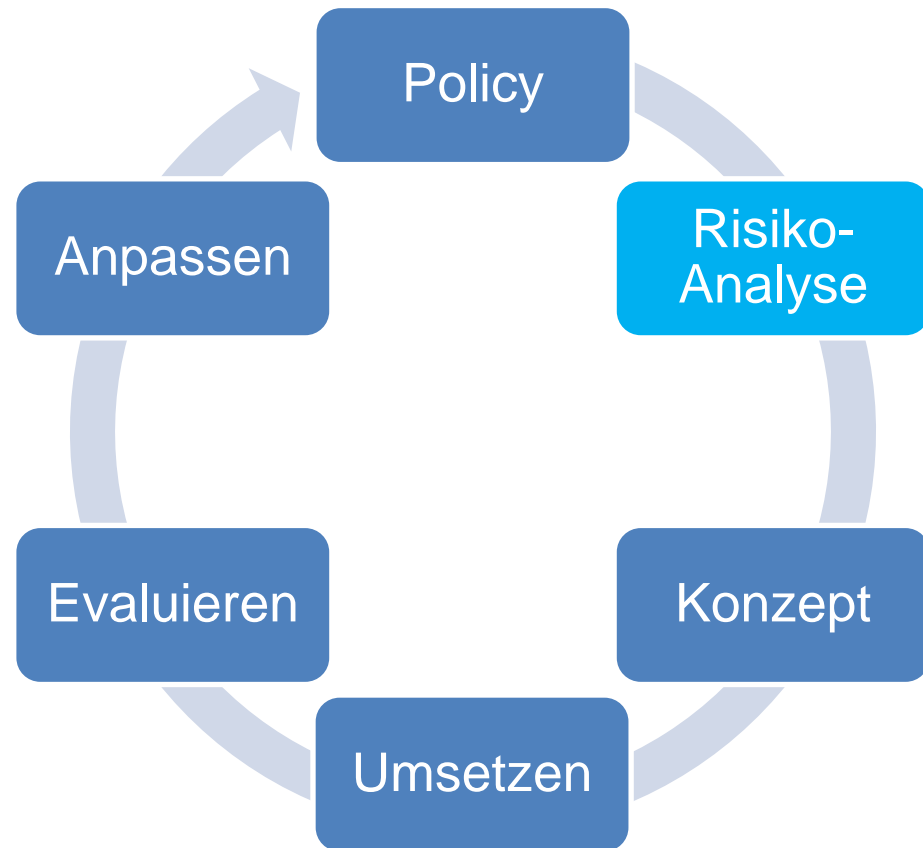 Policy
Risiko-
Analyse
Konzept
Umsetzen
Evaluieren
Anpassen